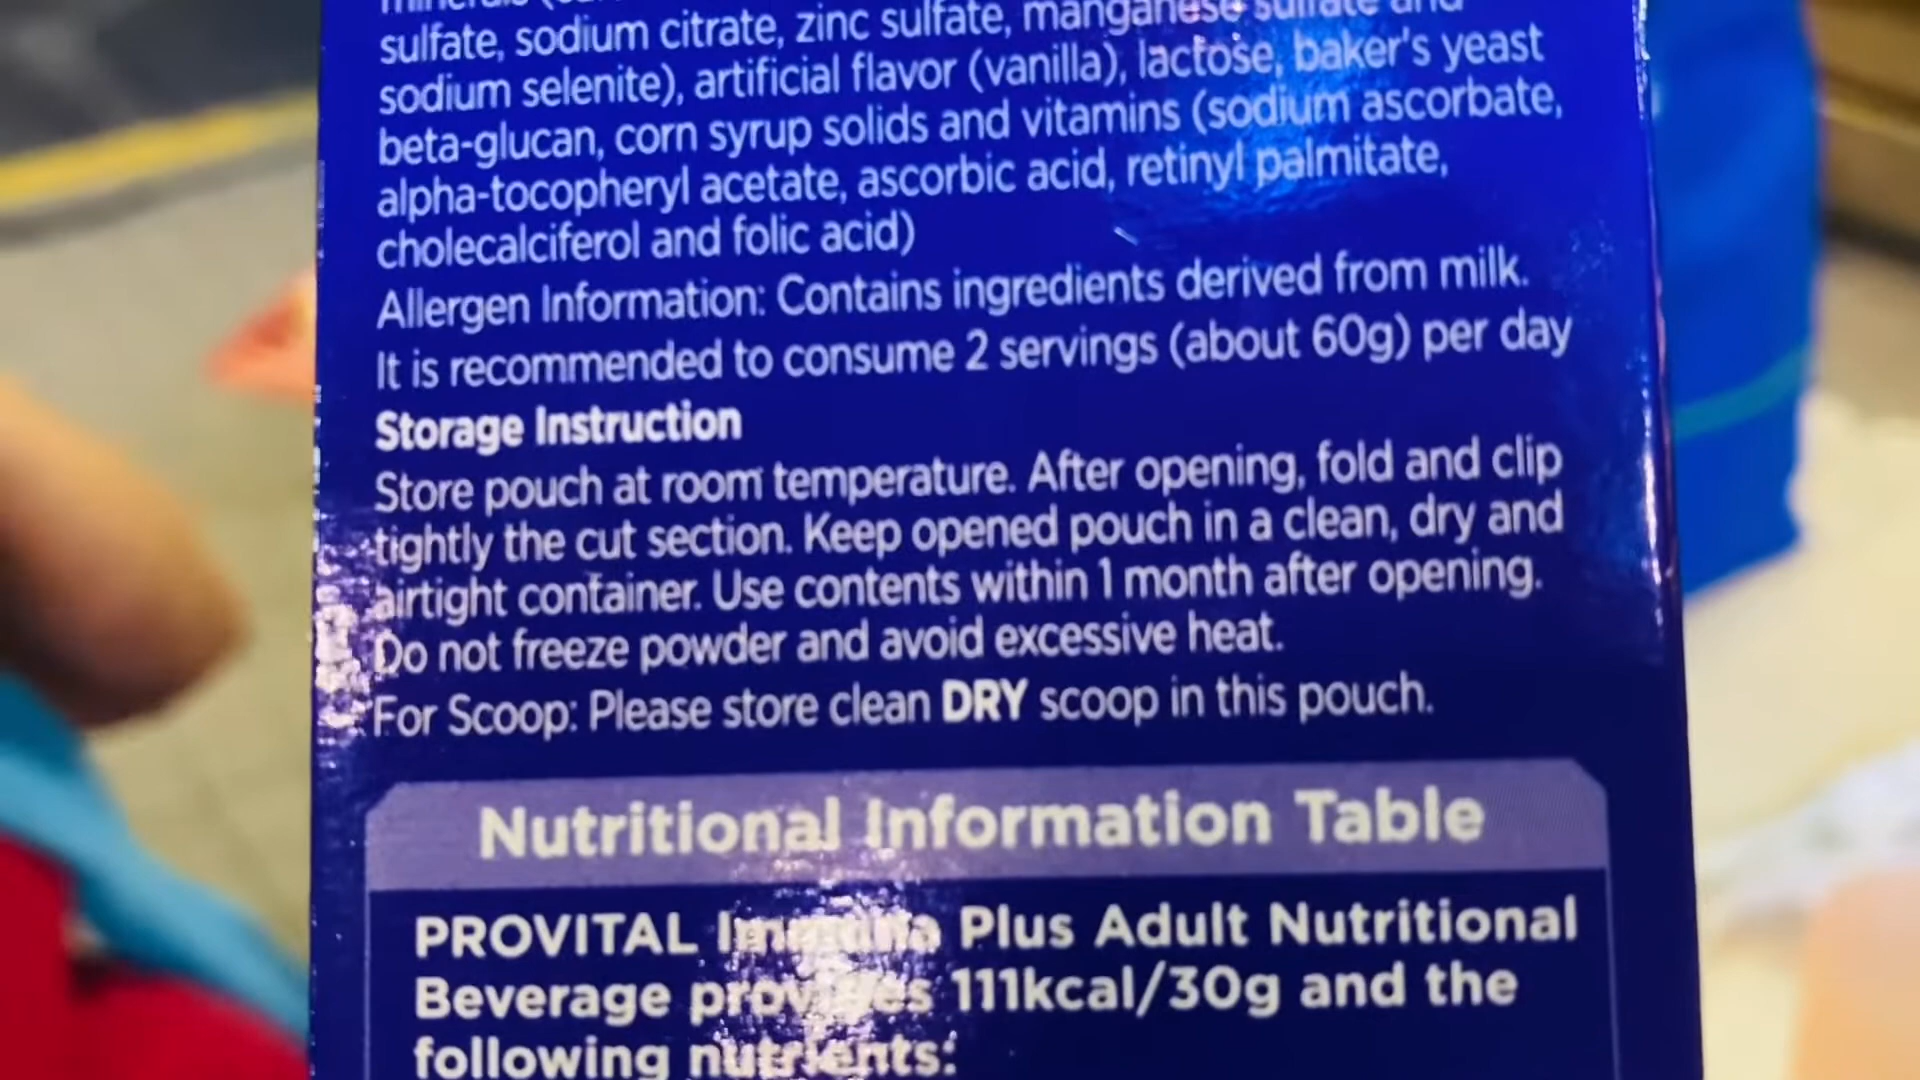 sulfate, sodium citrate, zinc sulfate, manganese sulfate and
sodium selenite), artificial flavor (vanilla), lactose, baker's yeast
beta-glucan, corn syrup solids and vitamins (sodium ascorbate,
alpha-tocopheryl acetate, ascorbic acid, retinyl palmitate,
cholecalciferol and folic acid)
Allergen Information: Contains ingredients derived from milk.
It is recommended to consume 2 servings (about 60g) per day
Storage Instruction
Store pouch at room temperature. After opening, fold and clip
tightly the cut section. Keep opened pouch in a clean, dry and
airtight container. Use contents within 1 month after opening.
Do not freeze powder and avoid excessive heat.
For Scoop: Please store clean DRY scoop in this pouch.
Nutritional Information Table
PROVITAL Plus Adult Nutritional
Beverage provides 111kcal/30g and the
following nutrients: